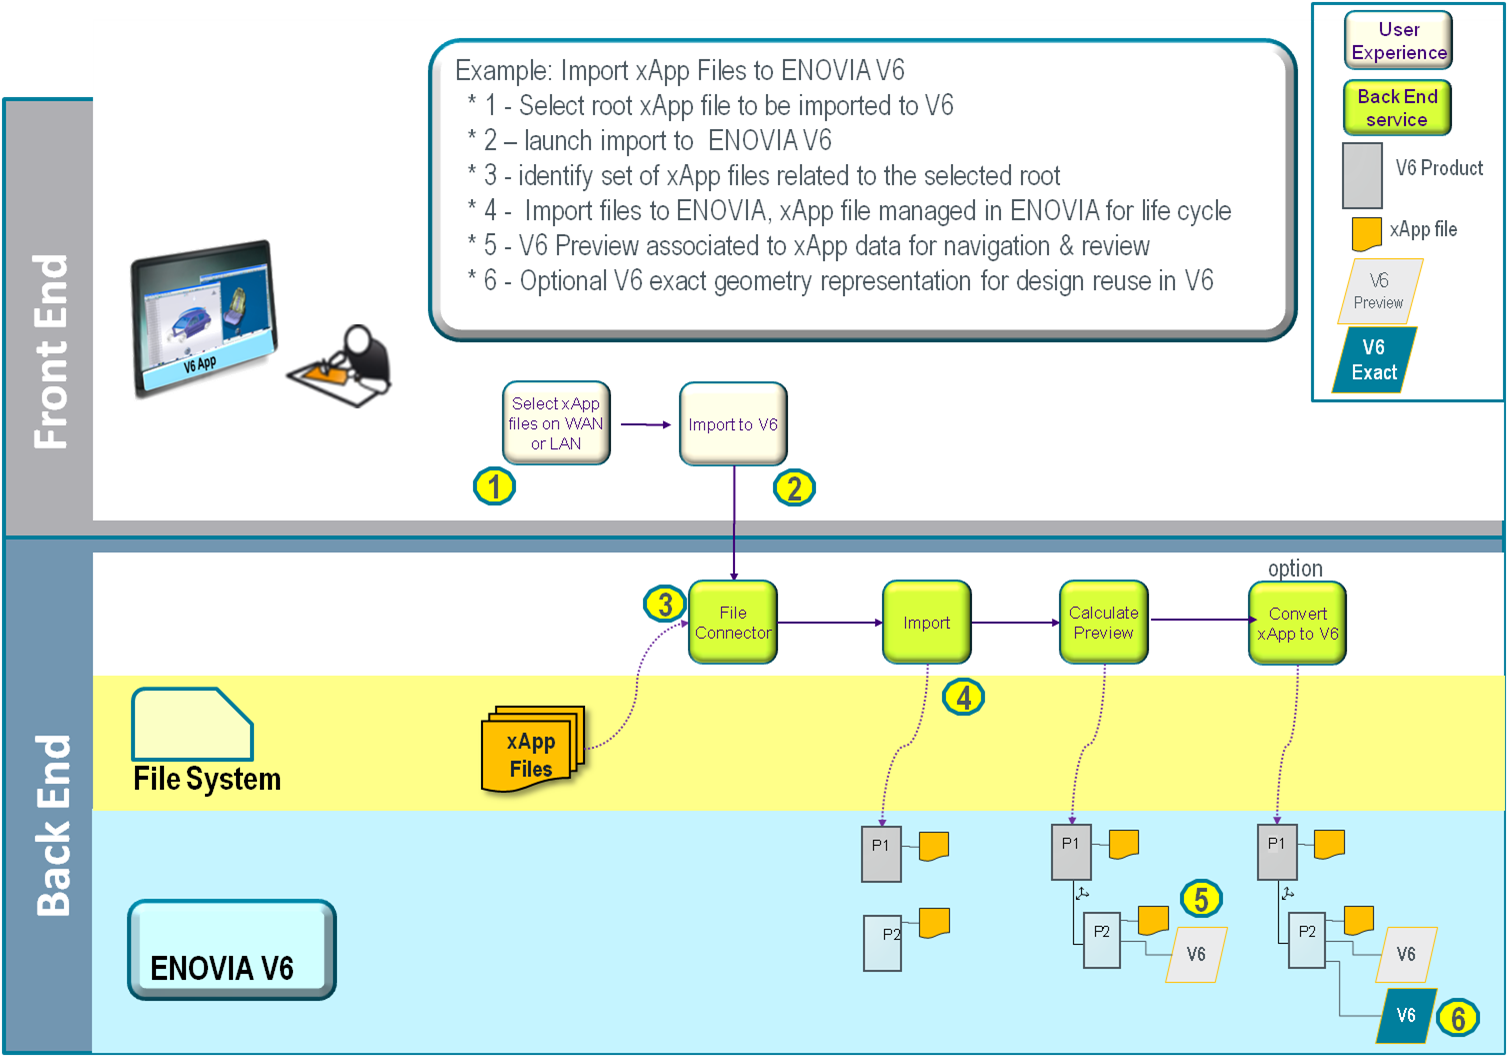 User
Experience
Back End
service
V6 Product
xApp file
V6
Preview
V6
Exact
Example: Import xApp Files to ENOVIA V6
* 1 - Select root xApp file to be imported to V6
* 2 – launch import to ENOVIA V6
* 3 - identify set of xApp files related to the selected root
* 4 - Import files to ENOVIA, xApp file managed in ENOVIA for life cycle
* 5 - V6 Preview associated to xApp data for navigation & review
* 6 - Optional V6 exact geometry representation for design reuse in V6
Front End
V6 App
Select xApp
files on WAN
or LAN
Import to V6
1
2
Back End
option
3
File
Connector
Import
Calculate
Preview
Convert
xApp to V6
4
xApp
Files
File System
P1
P1
P1
5
P2
P2
P2
V6
V6
ENOVIA V6
V6
6